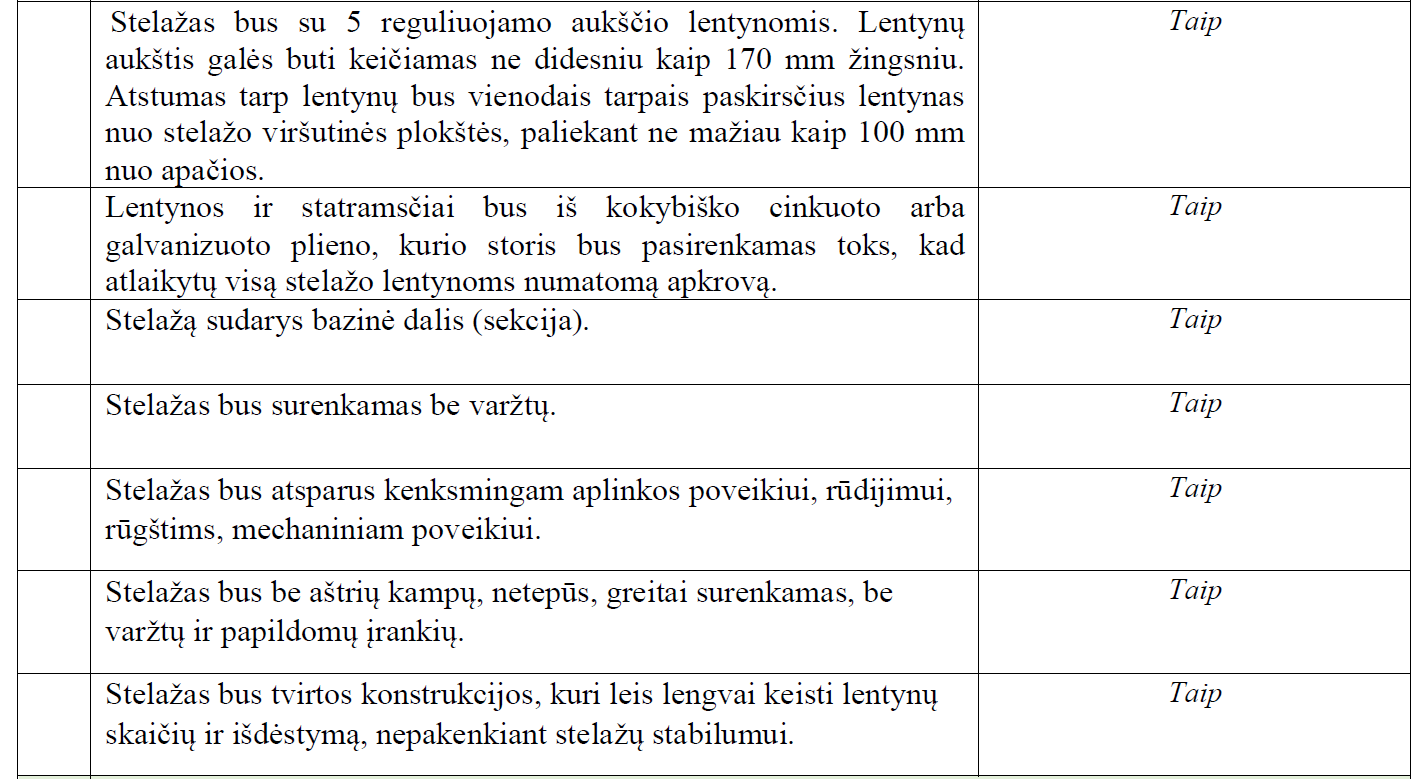 Stelažas bus su 5 reguliuojamo aukščio lentynomis. Lentynų
aukštis galės buti keičiamas ne didesniu kaip 170 mm žingsniu.
Atstumas tarp lentynų bus vienodais tarpais paskirsčius lentynas
nuo stelažo viršutinės plokštės, paliekant ne mažiau kaip 100 mm
nuo apačios.
Taip
Lentynos ir statramsčiai bus iš kokybiško cinkuoto arba
galvanizuoto plieno, kurio storis bus pasirenkamas toks, kad
atlaikytų visą stelažo lentynoms numatomą apkrovą.
Taip
Stelažą sudarys bazinė dalis (sekcija).
Taip
Stelažas bus surenkamas be varžtų.
Taip
Stelažas bus atsparus kenksmingam aplinkos poveikiui, rūdijimui,
rūgštims, mechaniniam poveikiui.
Taip
Stelažas bus be aštrių kampų, netepūs, greitai surenkamas, be
varžtų ir papildomų įrankių.
Taip
Stelažas bus tvirtos konstrukcijos, kuri leis lengvai keisti lentynų
skaičių ir išdėstymą, nepakenkiant stelažų stabilumui.
Taip